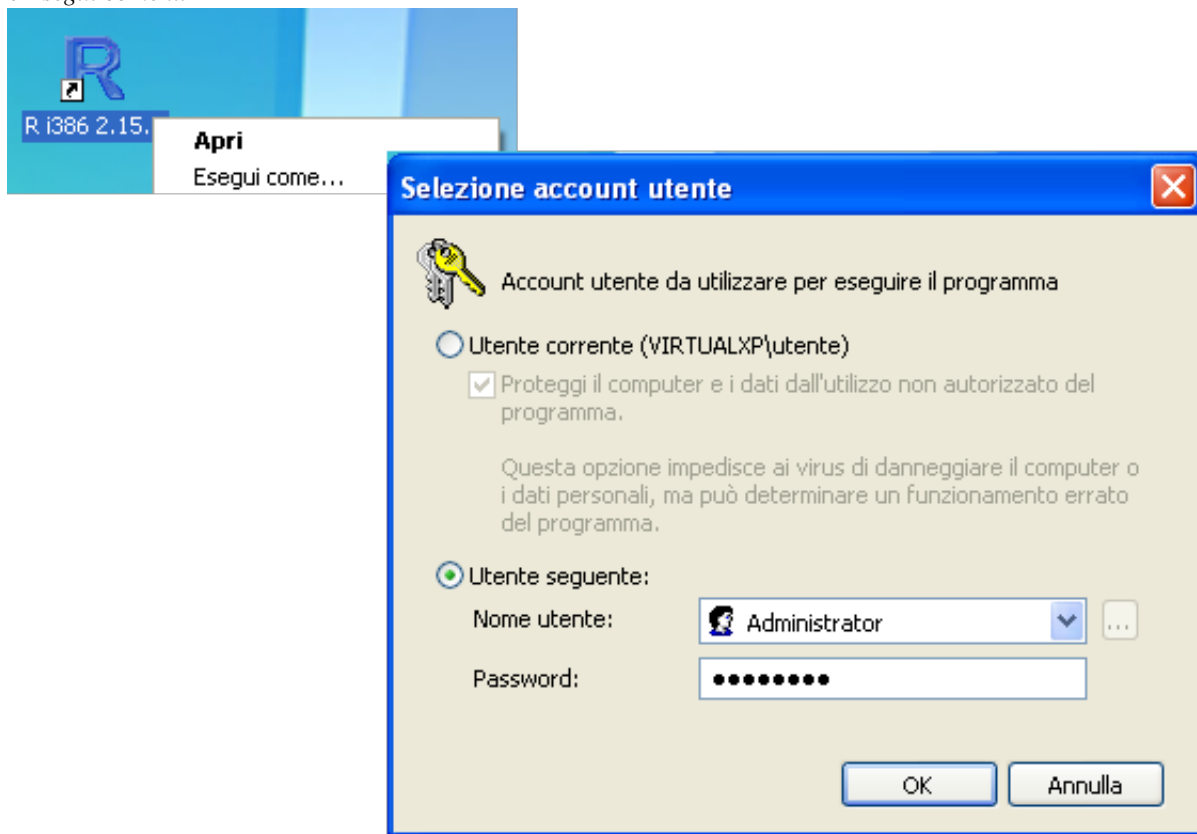 R i386 2.15.
Apri
Esegui come...
Selezione account utente
Account utente da utilizzare per eseguire il programma
Utente corrente (VIRTUALXP\utente)
Proteggi il computer e i dati dall'utilizzo non autorizzato del
programma.
Questa opzione impedisce ai virus di danneggiare il computer o
i dati personali, ma può determinare un funzionamento errato
del programma.
Utente seguente:
Nome utente: Administrator ...
Password: ●●●●●●●●
OK Annulla